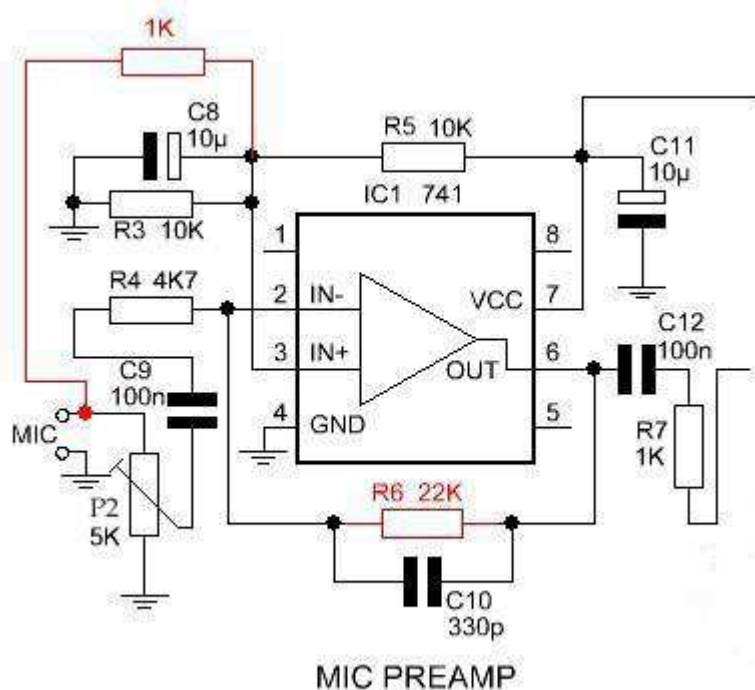 1K
C8
10µ
R5 10K
C11
10µ
IC1 741
R3 10K
1
8
R4 4K7
2 IN-
VCC 7
C12
100n
C9
100n
3 IN+
OUT 6
MIC
4 GND
5
R7
1K
P2
5K
R6 22K
C10
330p
MIC PREAMP